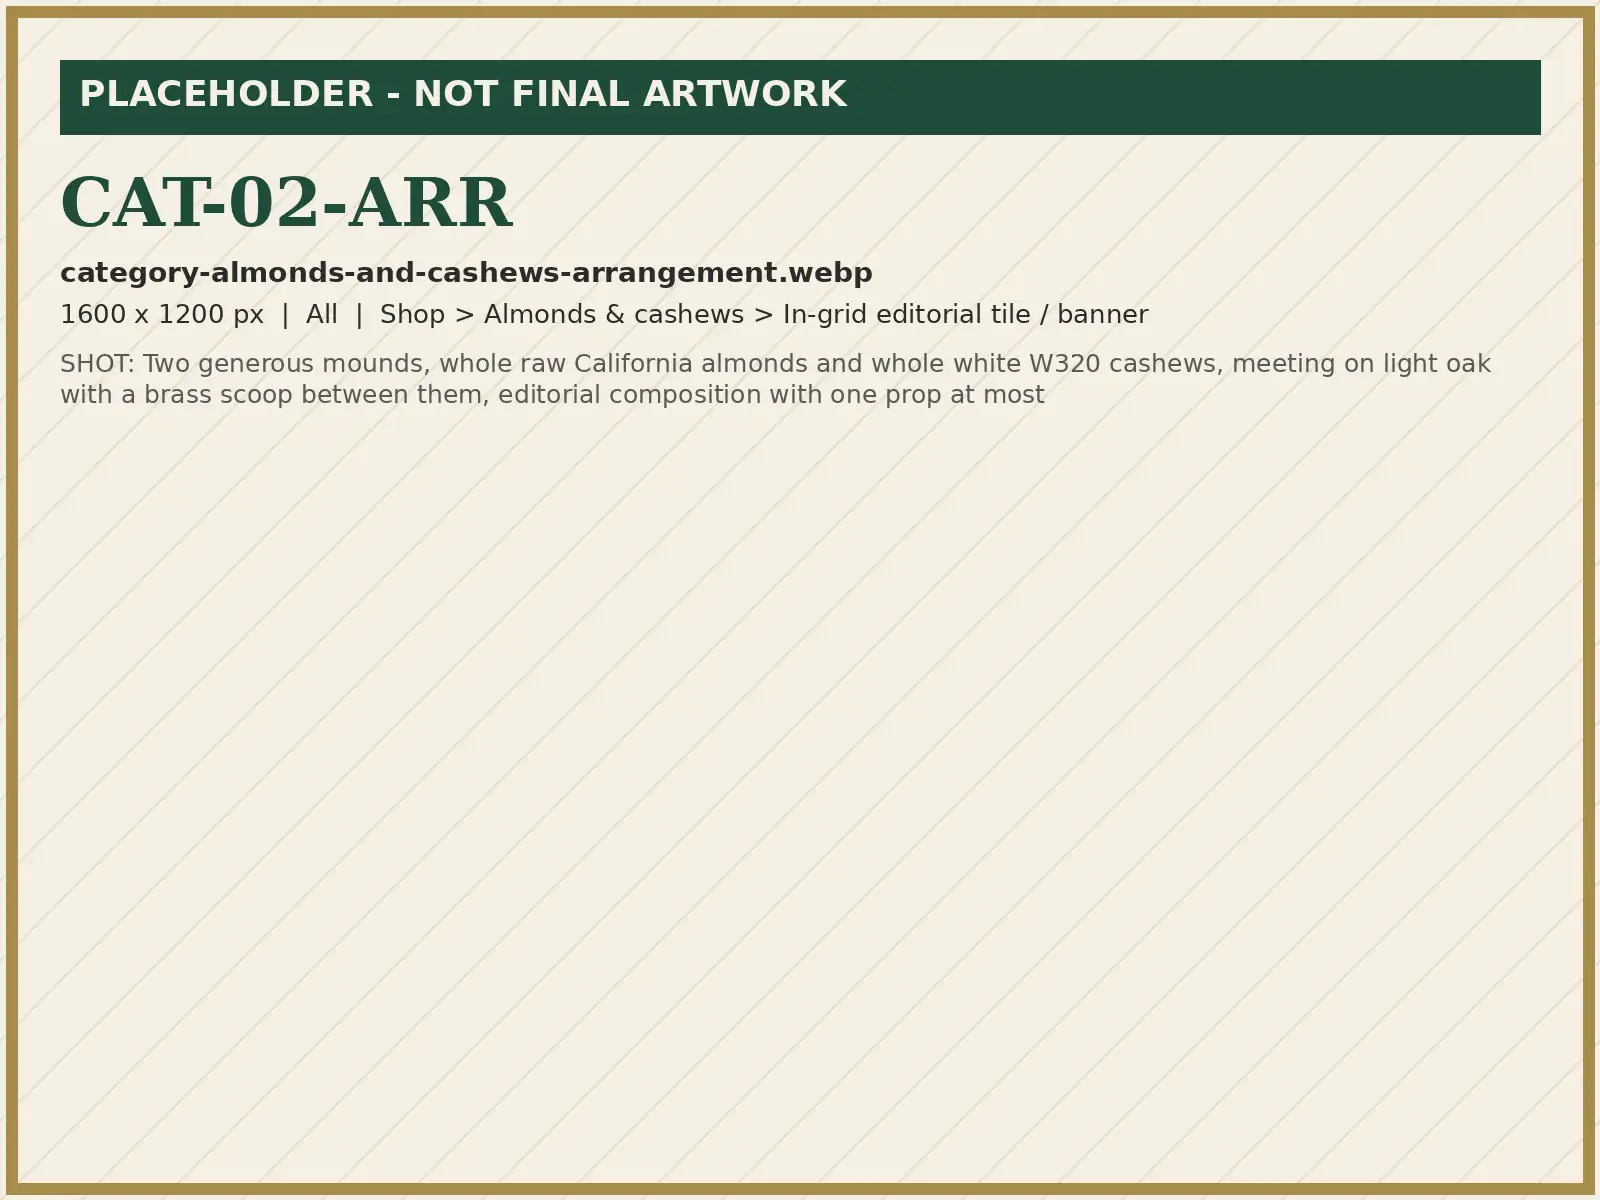 PLACEHOLDER - NOT FINAL ARTWORK
CAT-02-ARR
category-almonds-and-cashews-arrangement.webp
1600 x 1200 px | All | Shop > Almonds & cashews > In-grid editorial tile / banner
SHOT: Two generous mounds, whole raw California almonds and whole white W320 cashews, meeting on light oak
with a brass scoop between them, editorial composition with one prop at most